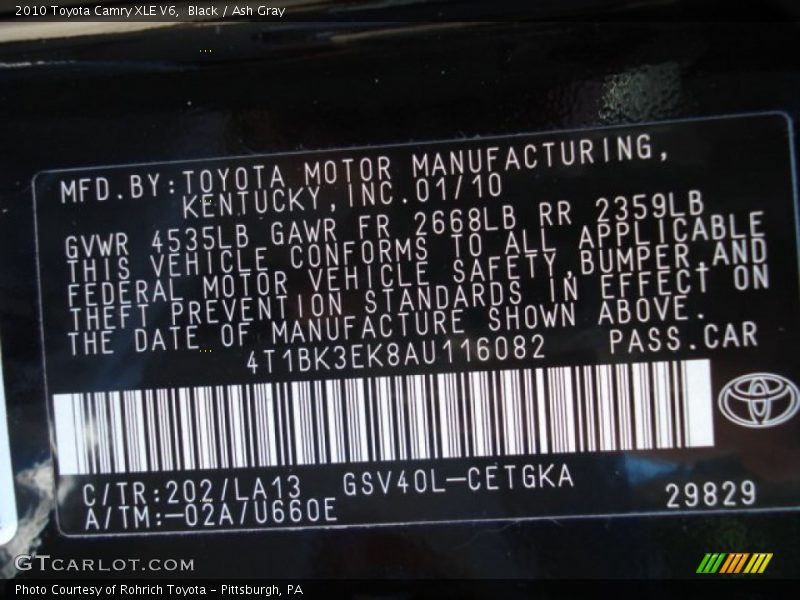 2010 Toyota Camry XLE V6,  Black / Ash Gray
MFD.BY:TOYOTA MOTOR MANUFACTURING,
KENTUCKY,INC.01/10
GVWR 4535LB GAWR FR 2668LB RR 2359LB
THIS VEHICLE CONFORMS TO ALL APPLICABLE
FEDERAL MOTOR VEHICLE SAFETY,BUMPER,AND
THEFT PREVENTION STANDARDS IN EFFECT ON
THE DATE OF MANUFACTURE SHOWN ABOVE.
4T1BK3EK8AU116082 PASS.CAR
C/TR:202/LA13 GSV40L-CETGKA
A/TM:-02A/U660E 29829
GTCARLOT.COM
Photo Courtesy of Rohrich Toyota - Pittsburgh, PA